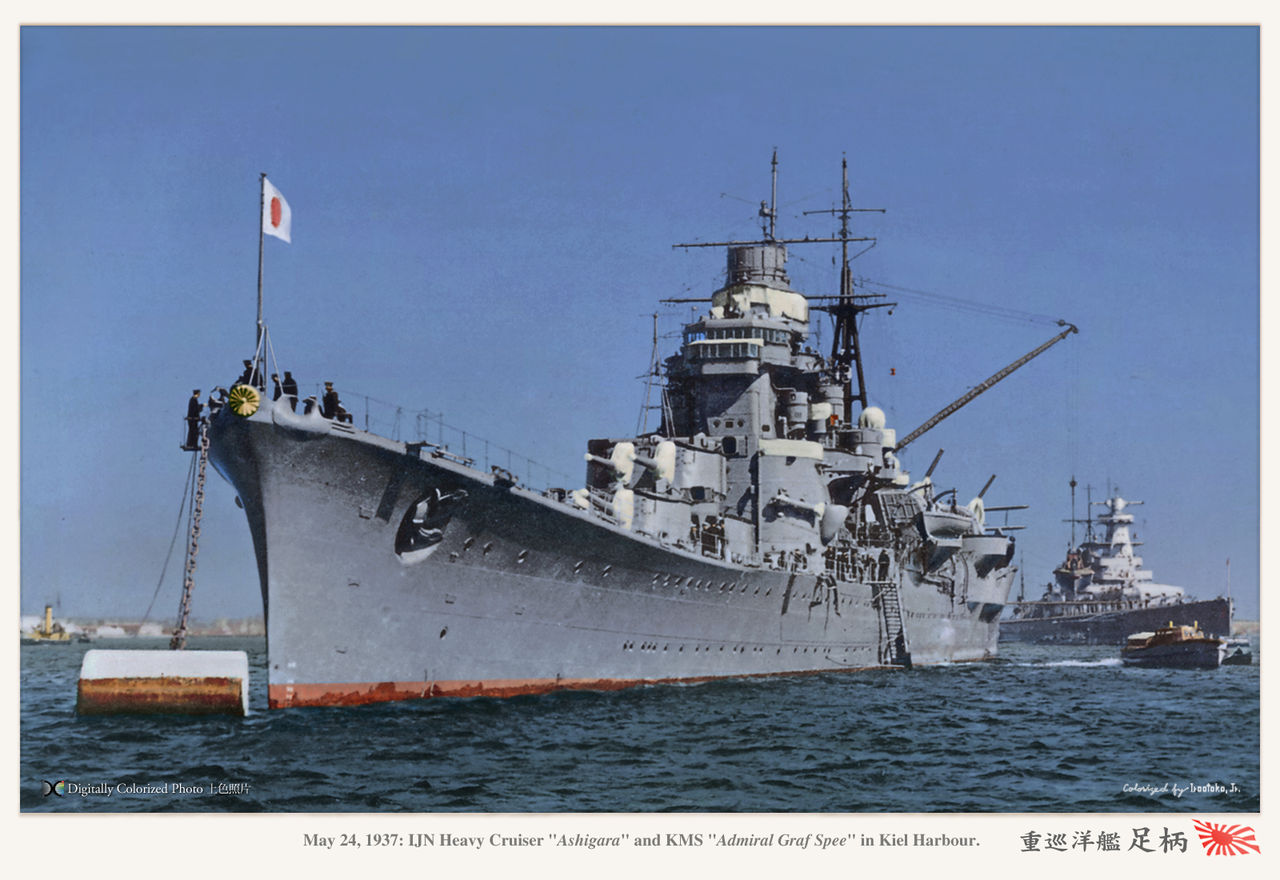 Digitally Colorized Photo 上色照片
Colorized by Irootoko, Jr.
May 24, 1937: IJN Heavy Cruiser "Ashigara" and KMS "Admiral Graf Spee" in Kiel Harbour.
重巡洋艦 足柄